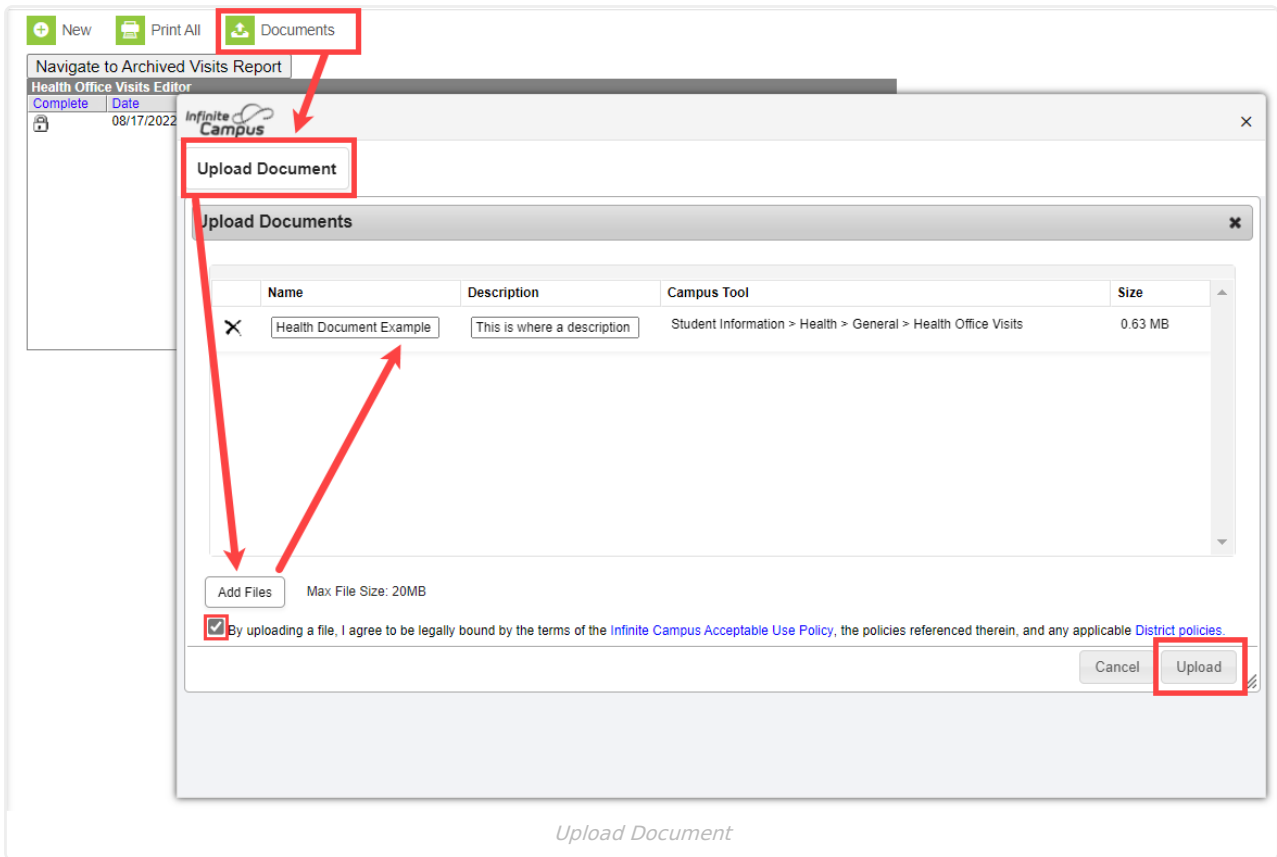 New Print All Documents
Navigate to Archived Visits Report
Health Office Visits Editor
Complete Date
08/17/2022
Infinite
Campus
×
Upload Document
Upload Documents
Name Description Campus Tool Size
Health Document Example This is where a description Student Information > Health > General > Health Office Visits 0.63 MB
Add Files Max File Size: 20MB
By uploading a file, I agree to be legally bound by the terms of the Infinite Campus Acceptable Use Policy, the policies referenced therein, and any applicable District policies.
Cancel Upload
Upload Document